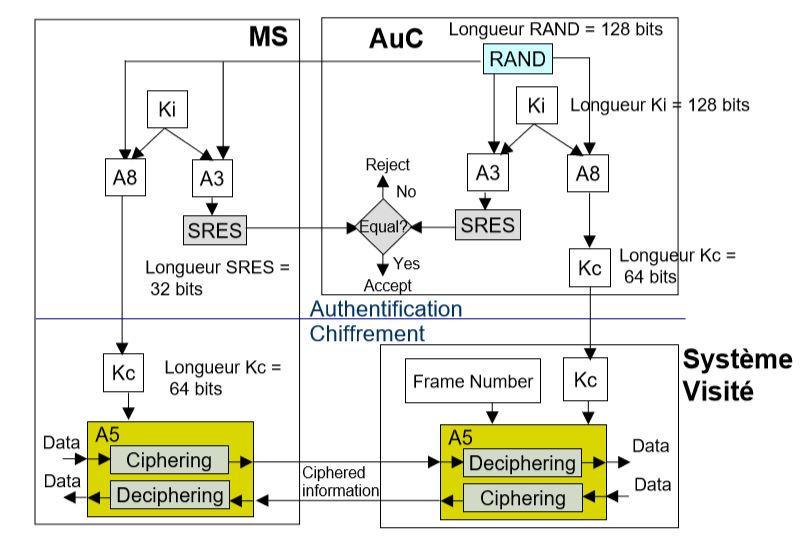 MS
AuC
Longueur RAND = 128 bits
RAND
Ki
Ki
Longueur Ki = 128 bits
A8
A3
Reject
No
A3
A8
SRES
Equal?
SRES
Longueur SRES =
32 bits
Yes
Accept
Kc
Longueur Kc =
64 bits
Authentification
Chiffrement
Kc
Longueur Kc =
64 bits
Frame Number
Kc
Système
Visité
A5
Data
Ciphering
Data
Deciphering
Ciphered
information
A5
Deciphering
Data
Ciphering
Data